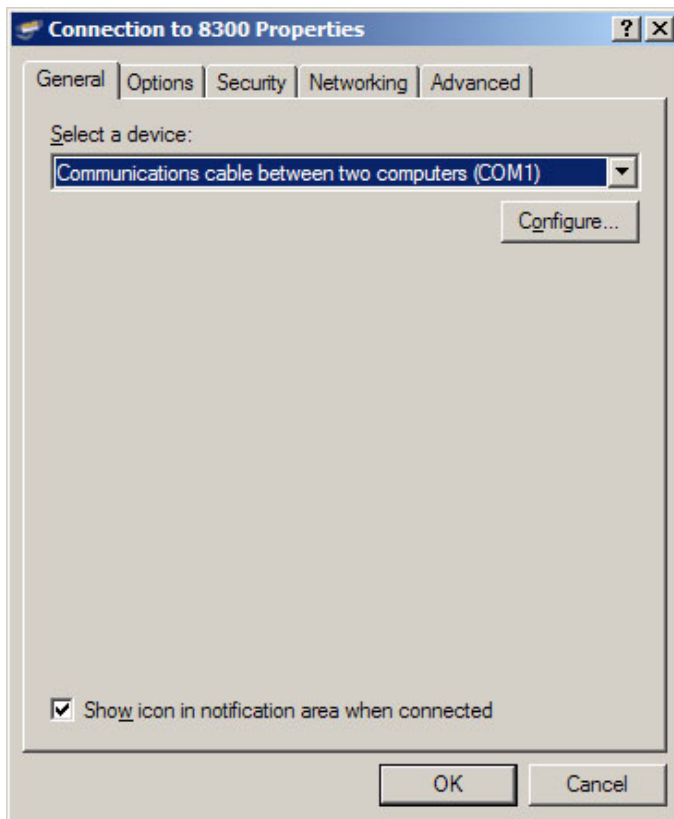 Connection to 8300 Properties
General Options Security Networking Advanced
Select a device:
Communications cable between two computers (COM1)
Configure...
Show icon in notification area when connected
OK Cancel